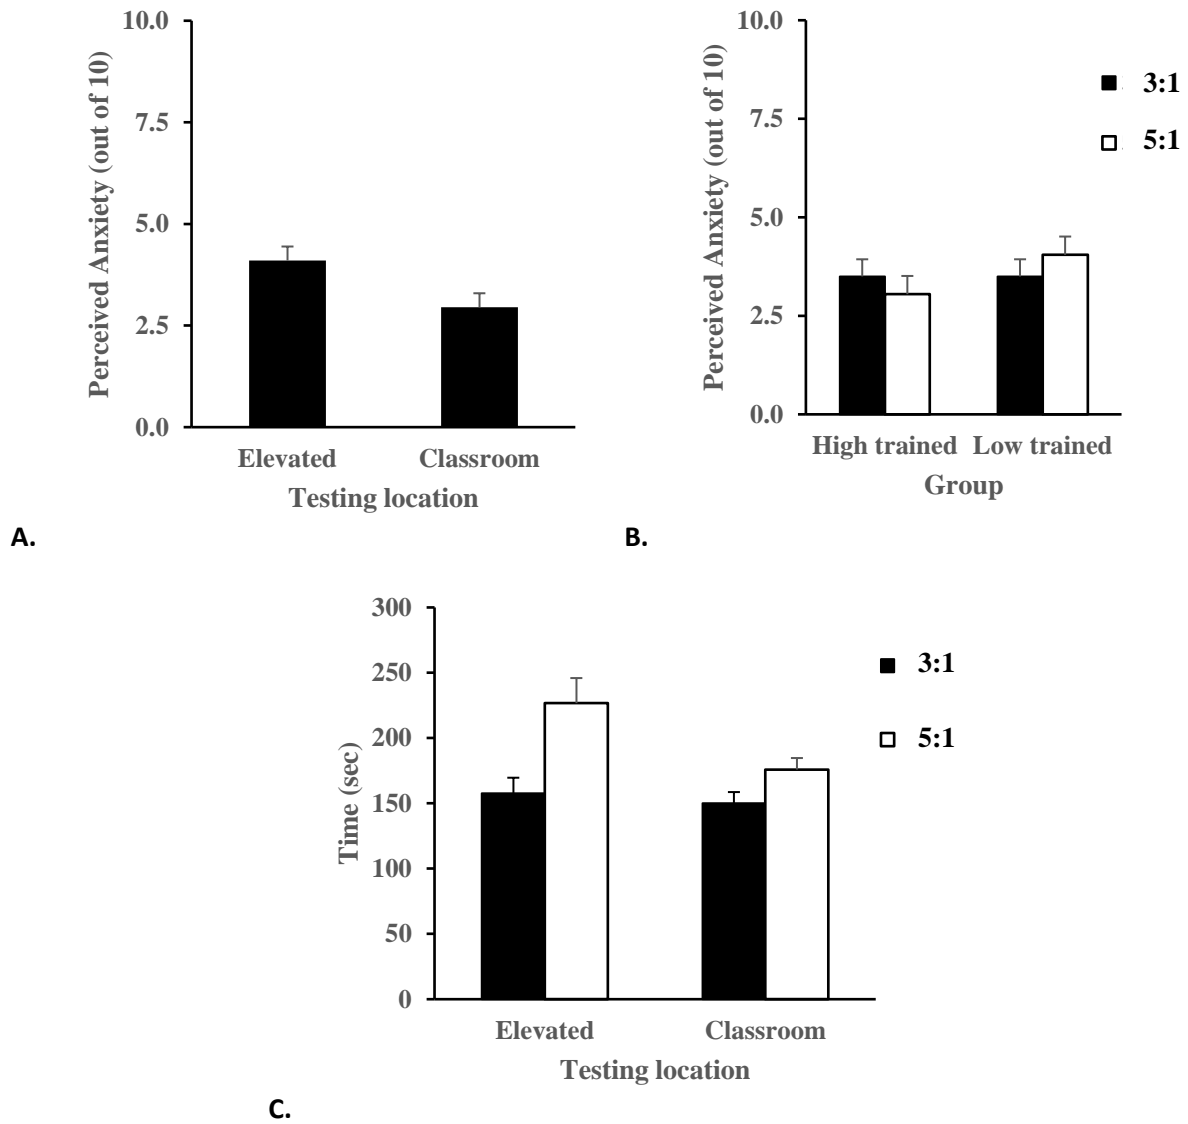 Perceived Anxiety (out of 10)
10.0
7.5
5.0
2.5
0.0
Elevated Classroom
Testing location
A.
Perceived Anxiety (out of 10)
10.0
7.5
5.0
2.5
0.0
3:1
5:1
High trained Low trained
Group
B.
Time (sec)
300
250
200
150
100
50
0
3:1
5:1
Elevated Classroom
Testing location
C.